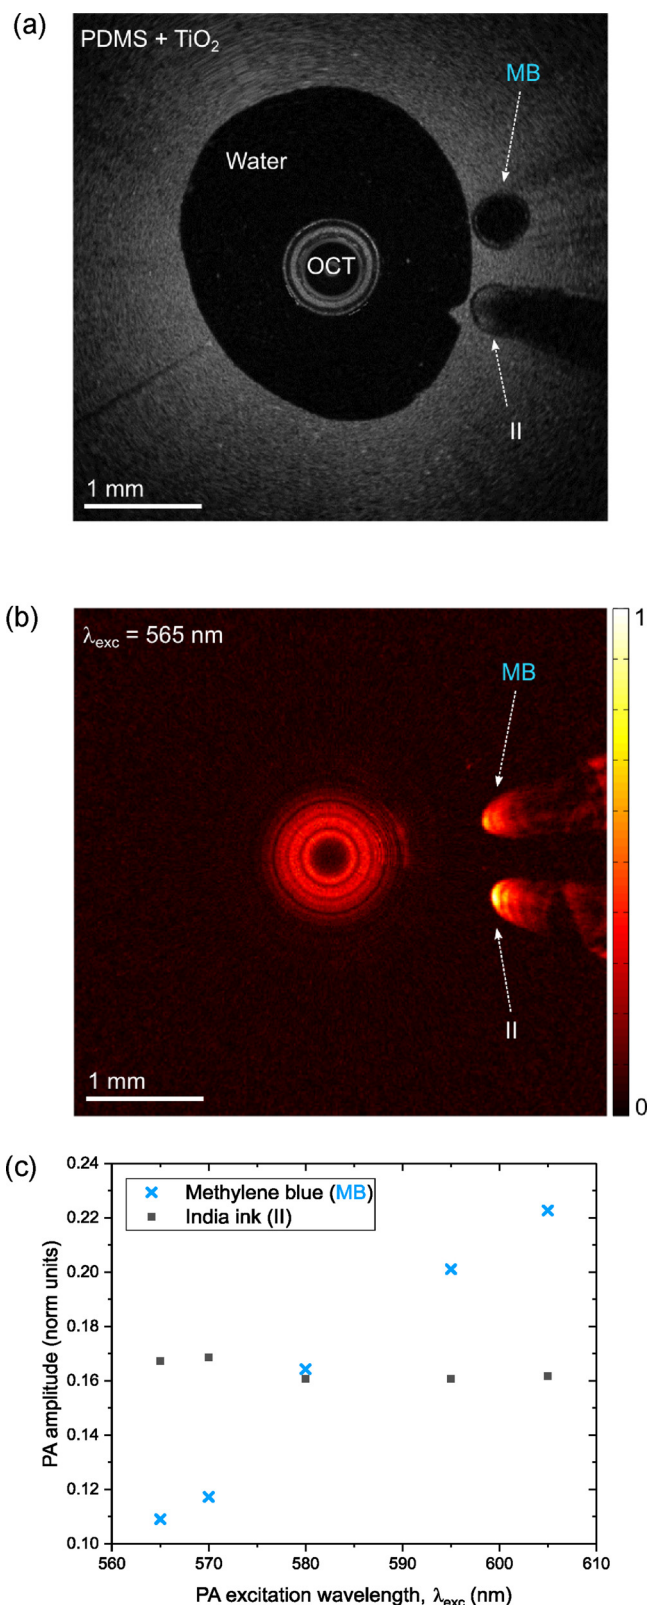 (a)
PDMS + TiO₂
MB
Water
OCT
II
1 mm
(b)
λexc = 565 nm
1
MB
II
1 mm
0
(c)
0.24
0.22
0.20
0.18
0.16
0.14
0.12
0.10
PA amplitude (norm units)
Methylene blue (MB)
India ink (II)
560 570 580 590 600 610
PA excitation wavelength, λexc (nm)